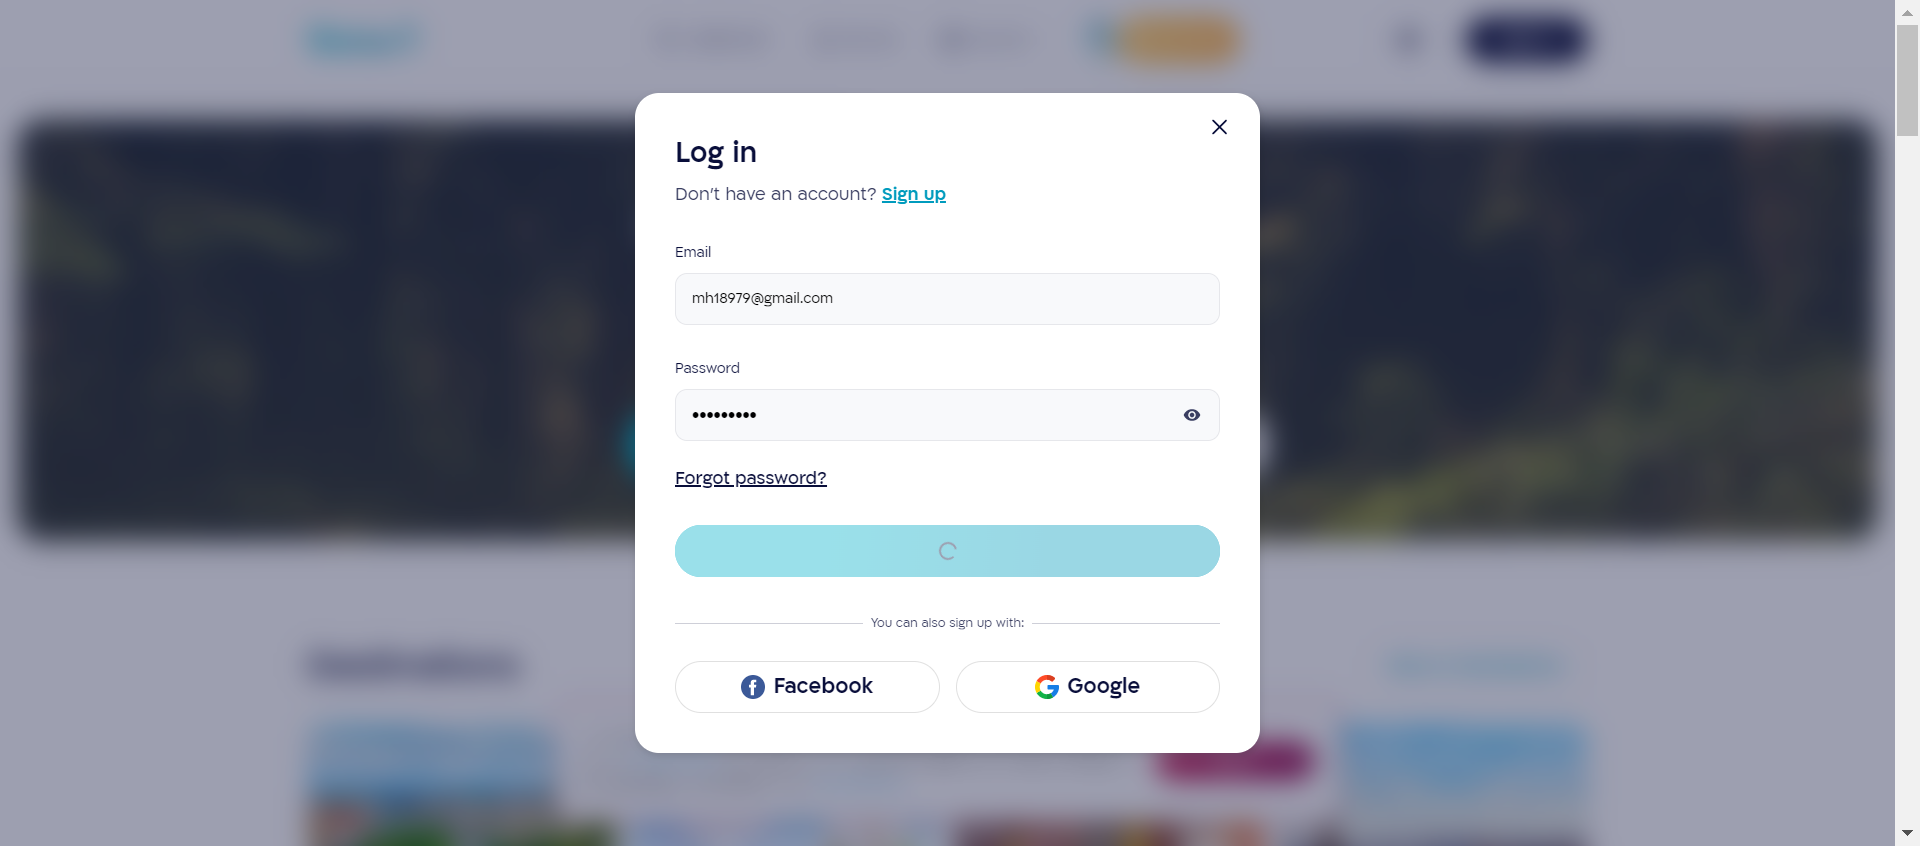 Log in
Don't have an account? Sign up
Email
mh18979@gmail.com
Password
•••••••••
Forgot password?
You can also sign up with:
Facebook
Google